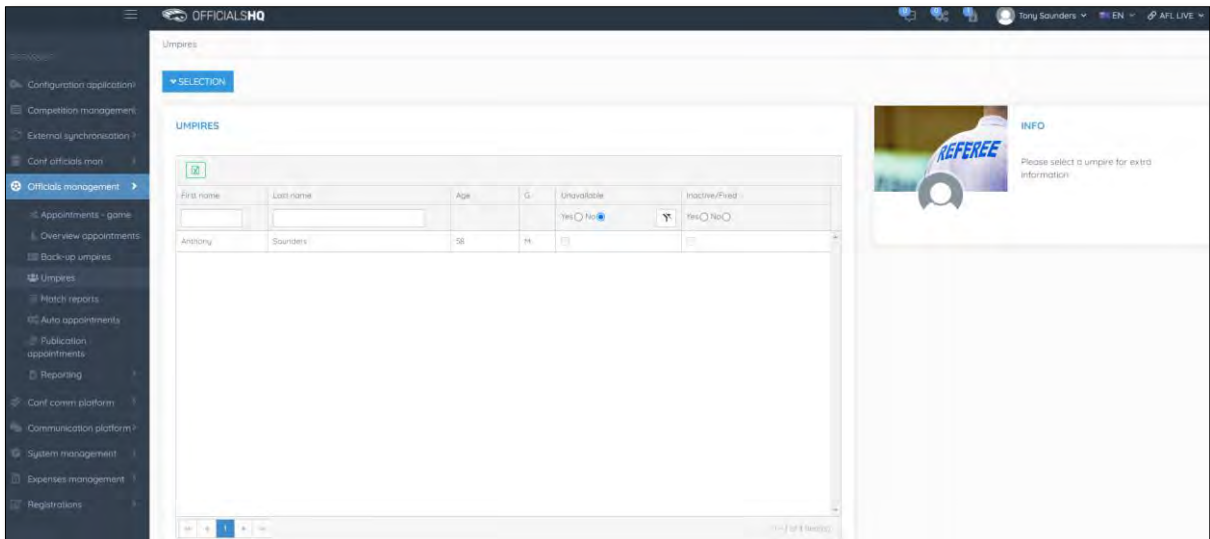 OFFICIALSHQ
Tony Saunders
EN
AFL LIVE
Umpires
Configuration application
Competition management
External synchronisation
Conf officials man
Officials management
Appointments - game
Overview appointments
Back-up umpires
Umpires
Match reports
Auto appointments
Publication
appointments
Reporting
Conf comm platform
Communication platform
System management
Expenses management
Registrations
SELECTION
UMPIRES
First name Last name Age G. Unavailable Inactive/Fixed
Yes No Yes No
Anthony Saunders 56 M
1
REFEREE
INFO
Please select a umpire for extra
information